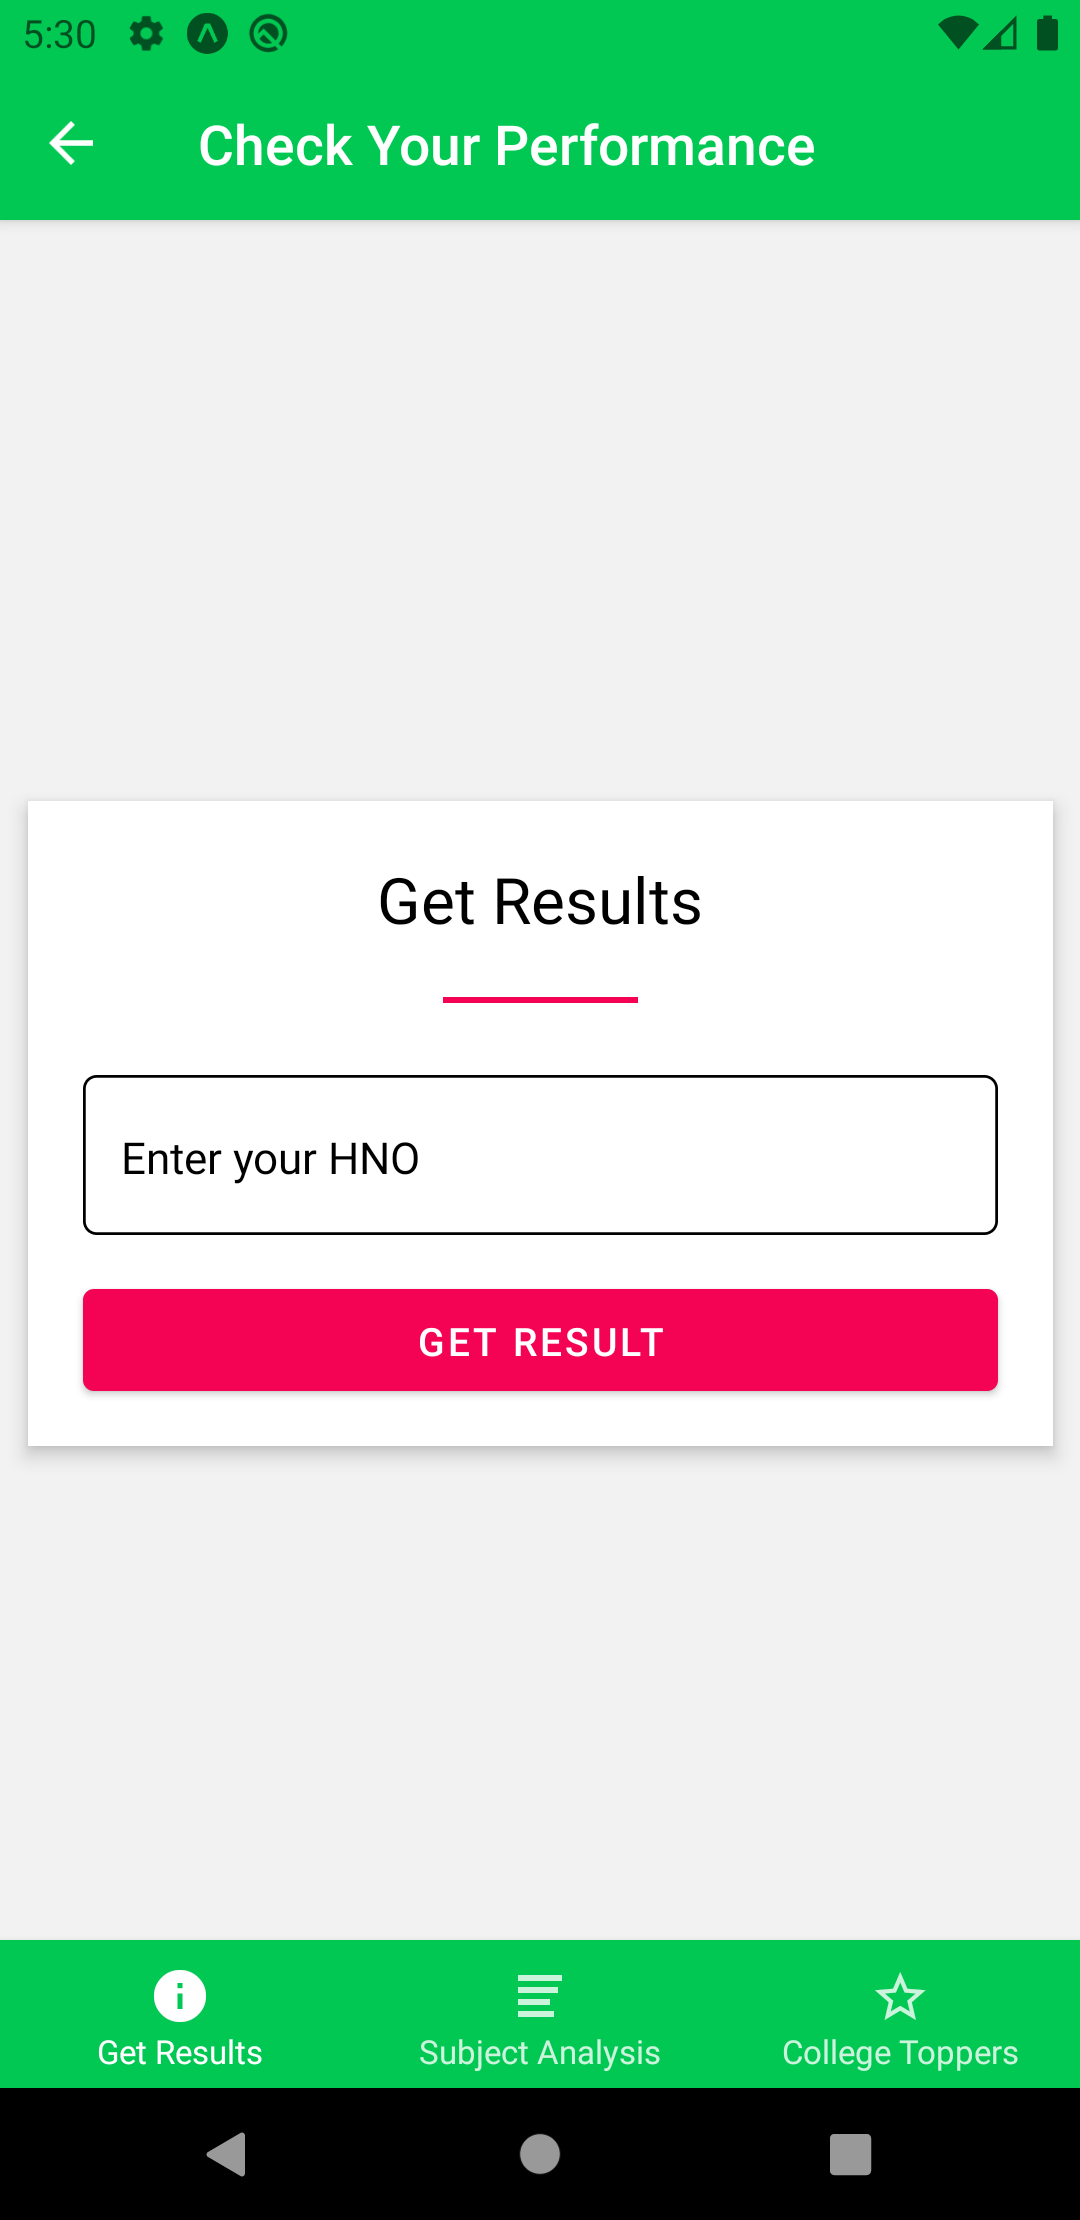 5:30
Check Your Performance
Get Results
Enter your HNO
GET RESULT
Get Results
Subject Analysis
College Toppers